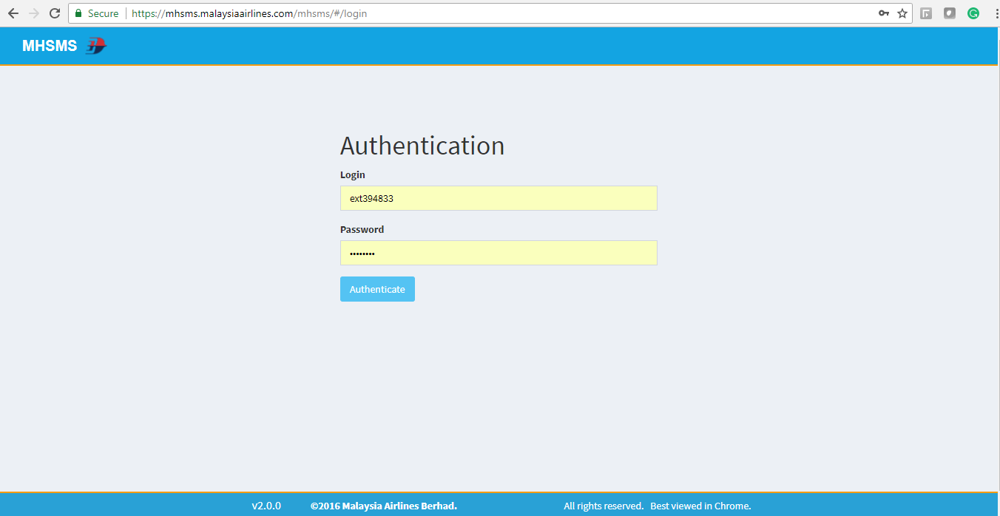 Secure https://mhsms.malaysiaairlines.com/mhsms/#/login
MHSMS
Authentication
Login
ext394833
Password
••••••••
Authenticate
v2.0.0 ©2016 Malaysia Airlines Berhad. All rights reserved. Best viewed in Chrome.